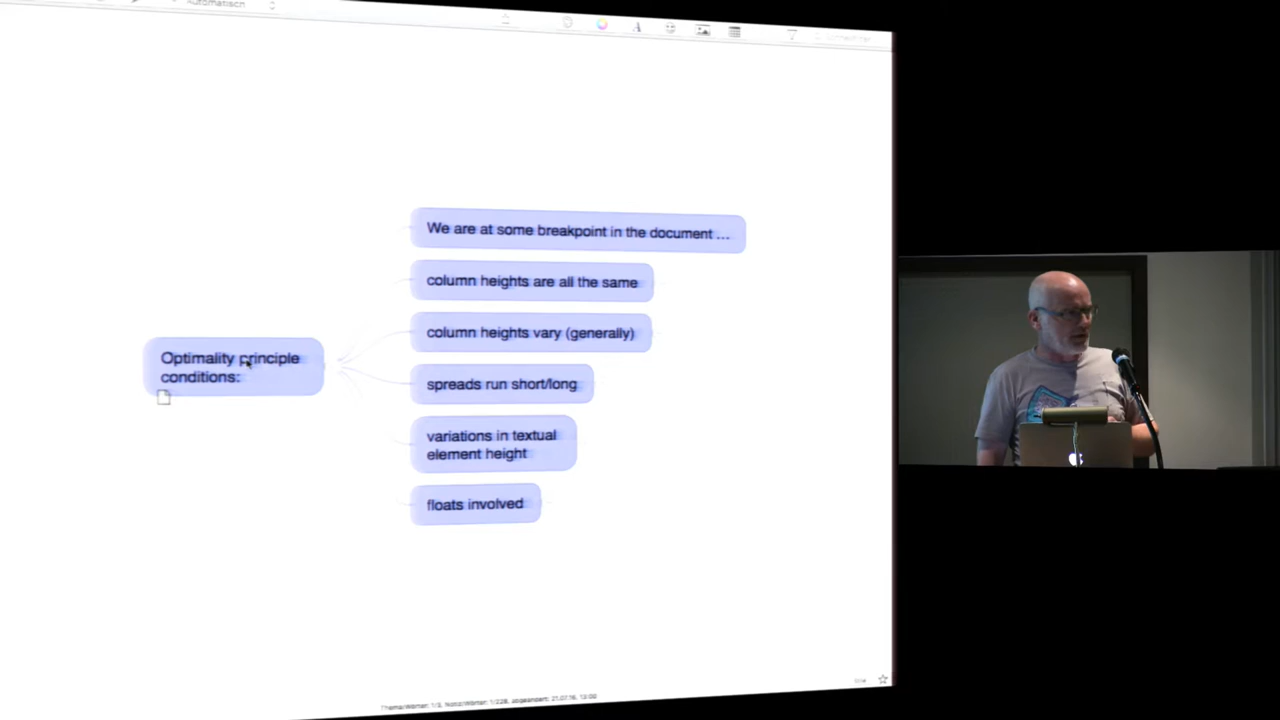 Automatisch
We are at some breakpoint in the document ...
column heights are all the same
column heights vary (generally)
Optimality principle
conditions:
spreads run short/long
variations in textual
element height
floats involved